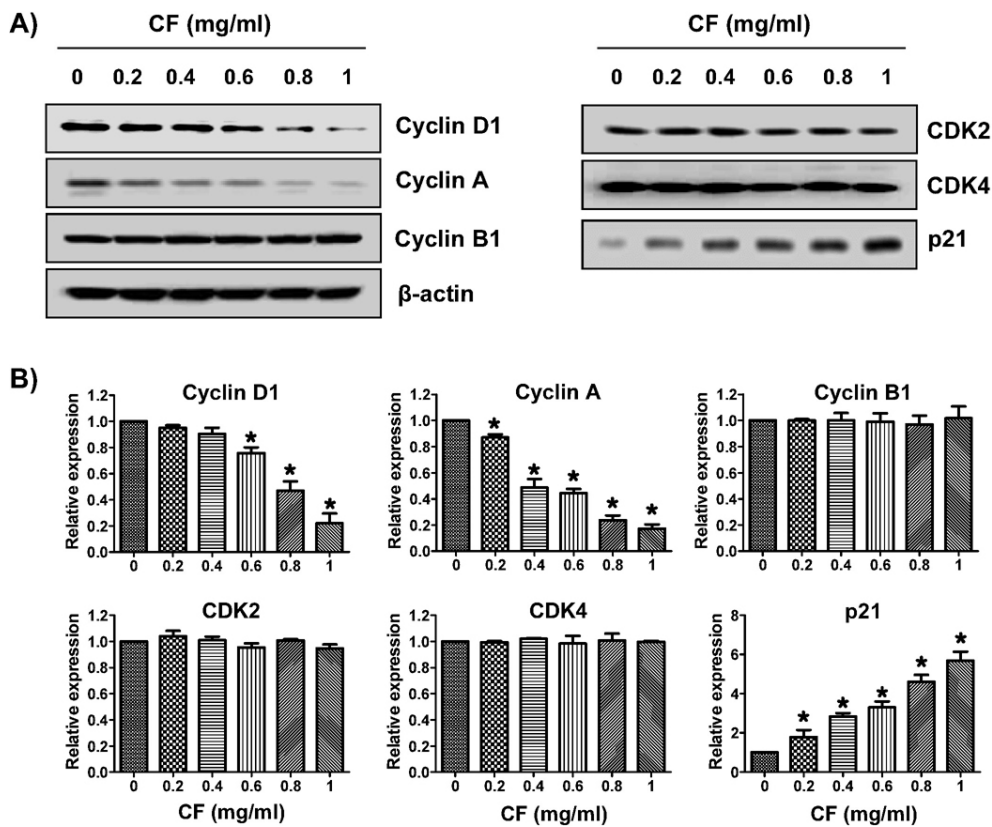 A)
CF (mg/ml)
0 0.2 0.4 0.6 0.8 1
Cyclin D1
Cyclin A
Cyclin B1
β-actin
CF (mg/ml)
0 0.2 0.4 0.6 0.8 1
CDK2
CDK4
p21
B)
Cyclin D1
Relative expression
1.2
1.0
0.8
0.6
0.4
0.2
0.0
* * *
0 0.2 0.4 0.6 0.8 1
Cyclin A
Relative expression
1.2
1.0
0.8
0.6
0.4
0.2
0.0
* * * * *
0 0.2 0.4 0.6 0.8 1
Cyclin B1
Relative expression
1.2
1.0
0.8
0.6
0.4
0.2
0.0
0 0.2 0.4 0.6 0.8 1
CDK2
Relative expression
1.2
1.0
0.8
0.6
0.4
0.2
0.0
0 0.2 0.4 0.6 0.8 1
CF (mg/ml)
CDK4
Relative expression
1.2
1.0
0.8
0.6
0.4
0.2
0.0
0 0.2 0.4 0.6 0.8 1
CF (mg/ml)
p21
Relative expression
8
6
4
2
0
* * * * *
0 0.2 0.4 0.6 0.8 1
CF (mg/ml)